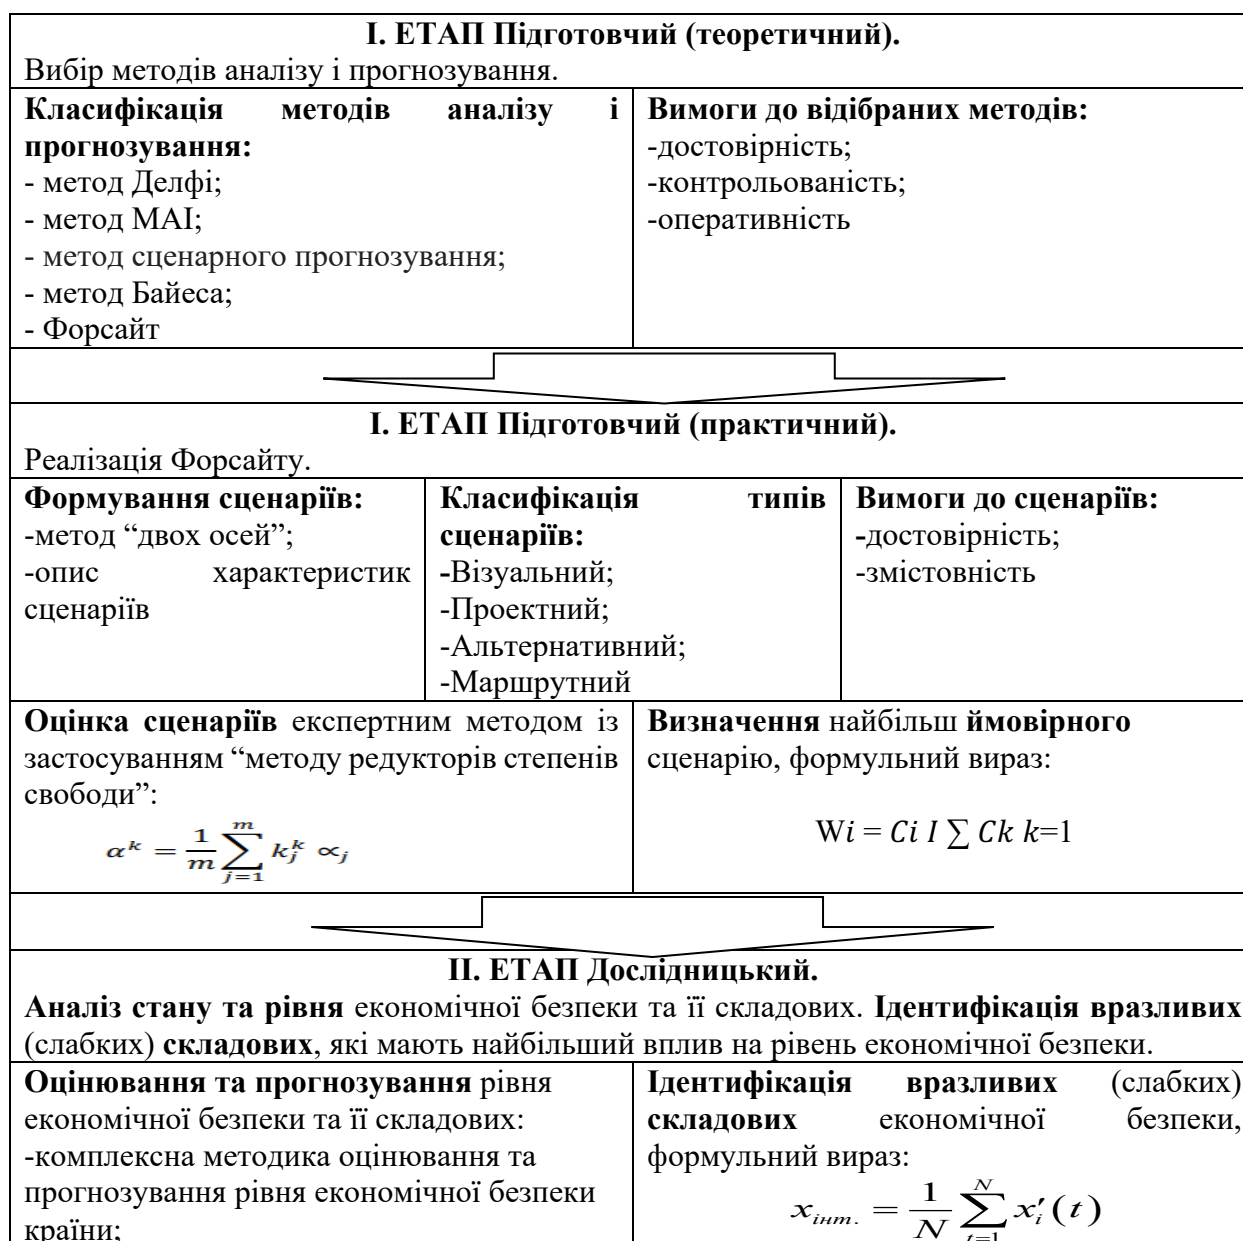 І. ЕТАП Підготовчий (теоретичний).
Вибір методів аналізу і прогнозування.
Класифікація методів аналізу і
прогнозування:
- метод Делфі;
- метод МАІ;
- метод сценарного прогнозування;
- метод Байеса;
- Форсайт
Вимоги до відібраних методів:
-достовірність;
-контрольованість;
-оперативність
І. ЕТАП Підготовчий (практичний).
Реалізація Форсайту.
Формування сценаріїв:
-метод “двох осей”;
-опис характеристик
сценаріїв
Класифікація типів
сценаріїв:
-Візуальний;
-Проектний;
-Альтернативний;
-Маршрутний
Вимоги до сценаріїв:
-достовірність;
-змістовність
Оцінка сценаріїв експертним методом із
застосуванням “методу редукторів степенів
свободи”:
α^k = 1/m ∑_{j=1}^{m} k_j^k ∝_j
Визначення найбільш ймовірного
сценарію, формульний вираз:
Wi = Ci I ∑ Ck k=1
ІІ. ЕТАП Дослідницький.
Аналіз стану та рівня економічної безпеки та її складових. Ідентифікація вразливих
(слабких) складових, які мають найбільший вплив на рівень економічної безпеки.
Оцінювання та прогнозування рівня
економічної безпеки та її складових:
-комплексна методика оцінювання та
прогнозування рівня економічної безпеки
країни;
Ідентифікація вразливих (слабких)
складових економічної безпеки,
формульний вираз:
x_{інт.} = 1/N ∑_{t=1}^{N} x'_i (t)